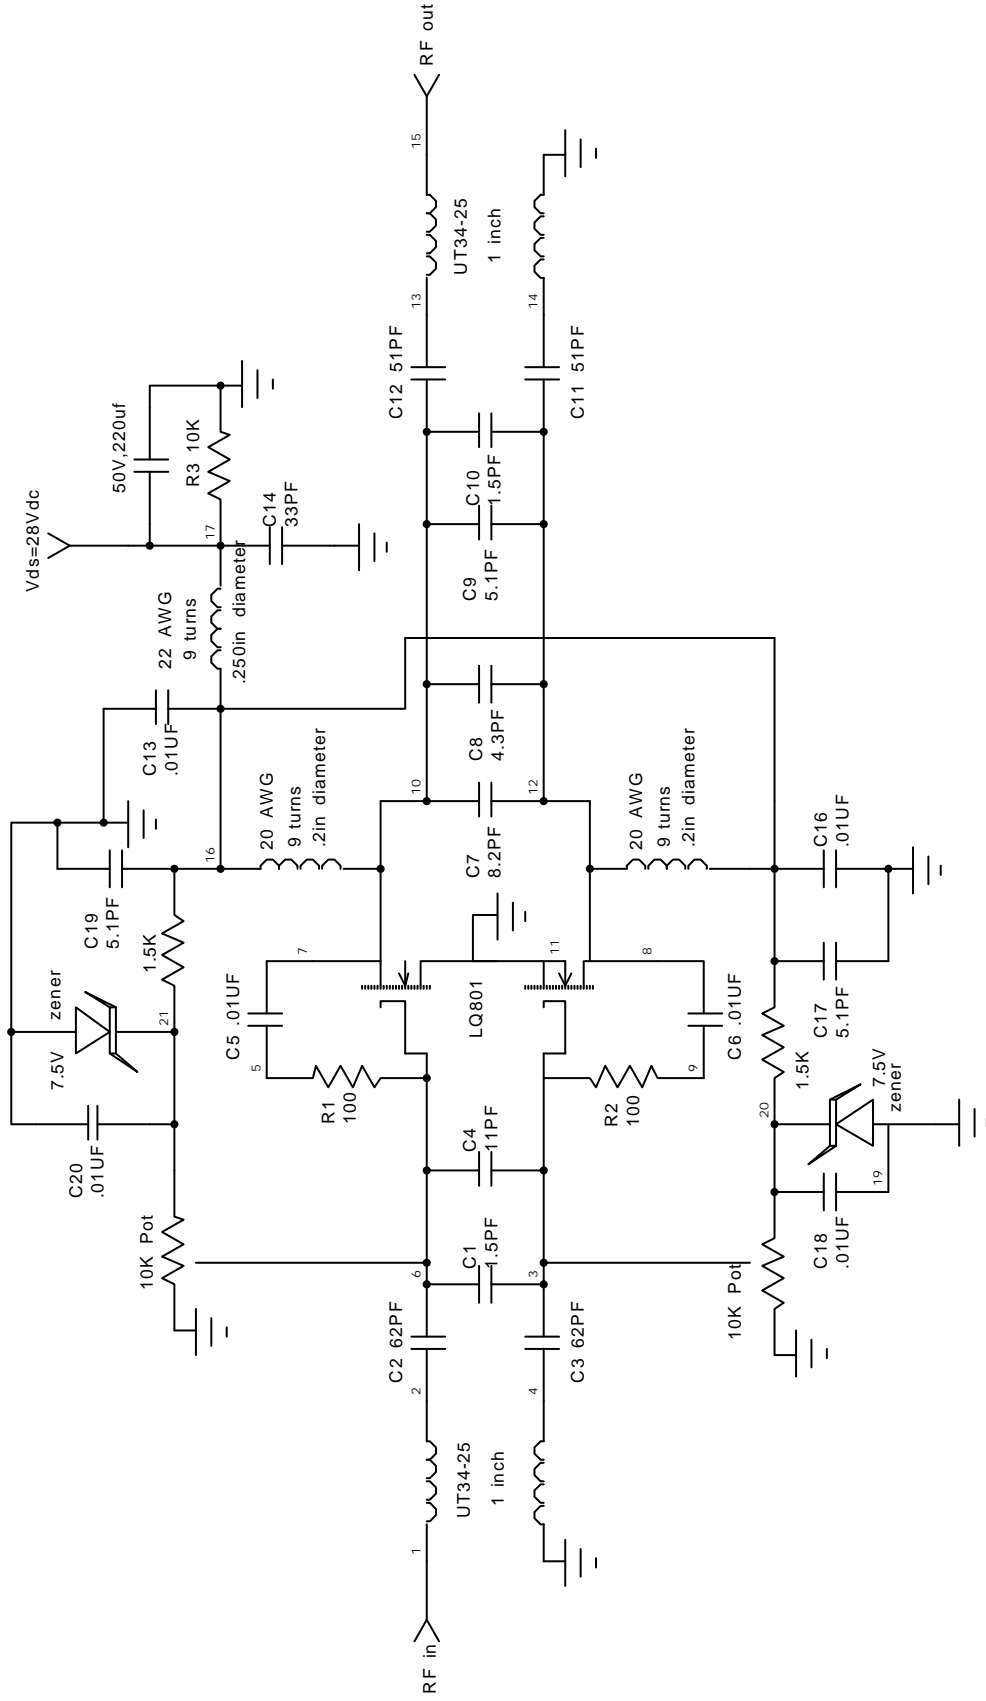 Vds=28Vdc
50V,220uf
R3 10K
17
C14
33PF
22 AWG
9 turns
.250in diameter
C13
.01UF
16
C19
5.1PF
1.5K
21
zener
7.5V
C20
.01UF
10K Pot
20 AWG
9 turns
.2in diameter
7
C5 .01UF
5
R1
100
LQ801
11
8
C6 .01UF
9
R2
100
RF in
1
UT34-25
1 inch
2
4
C2 62PF
C3 62PF
6
3
C1
1.5PF
C4
11PF
10
12
C7
8.2PF
C8
4.3PF
C9
5.1PF
C10
1.5PF
C12 51PF
C11 51PF
13
14
UT34-25
1 inch
15
RF out
20 AWG
9 turns
.2in diameter
C16
.01UF
C17
5.1PF
1.5K
20
7.5V
zener
19
C18
.01UF
10K Pot